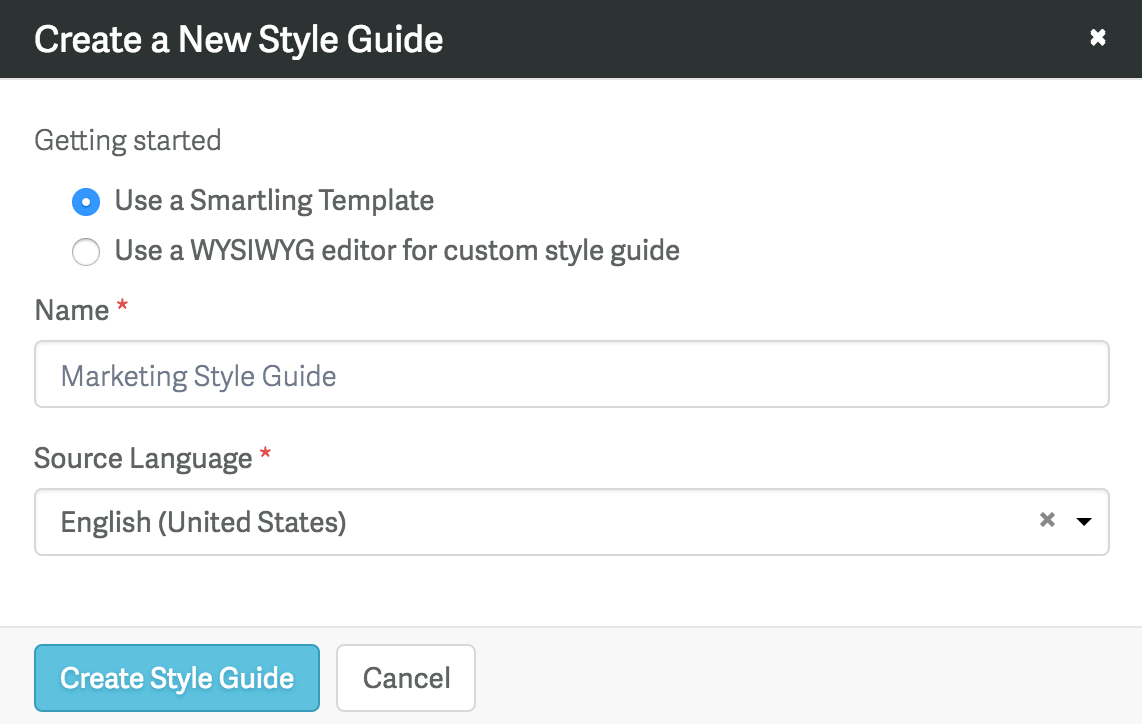 Create a New Style Guide
Getting started
Use a Smartling Template
Use a WYSIWYG editor for custom style guide
Name *
Marketing Style Guide
Source Language *
English (United States)
Create Style Guide
Cancel